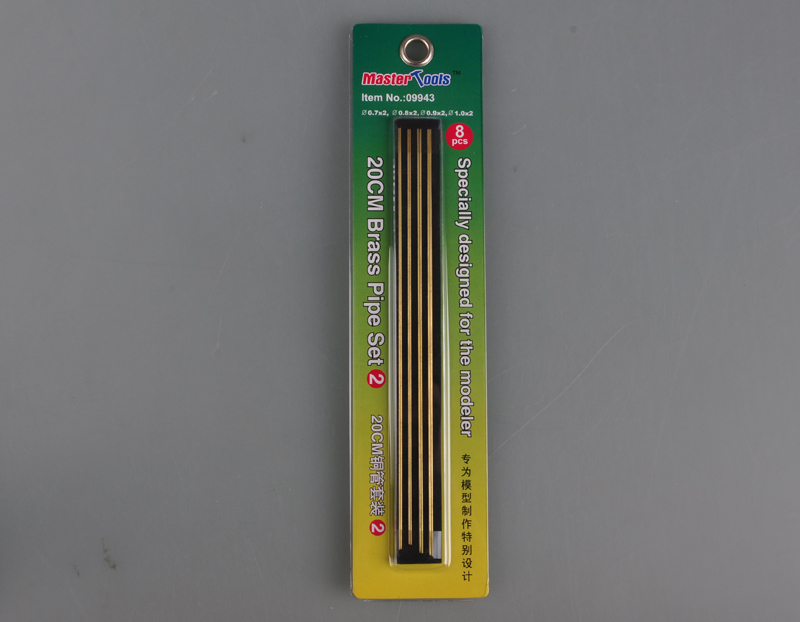 MasterTools™
Item No.:09943
Ø0.7x2, Ø0.8x2, Ø0.9x2, Ø1.0x2
8
pcs
Specially designed for the modeler
专为模型制作特别设计
20CM Brass Pipe Set 2
20CM铜管套装 2